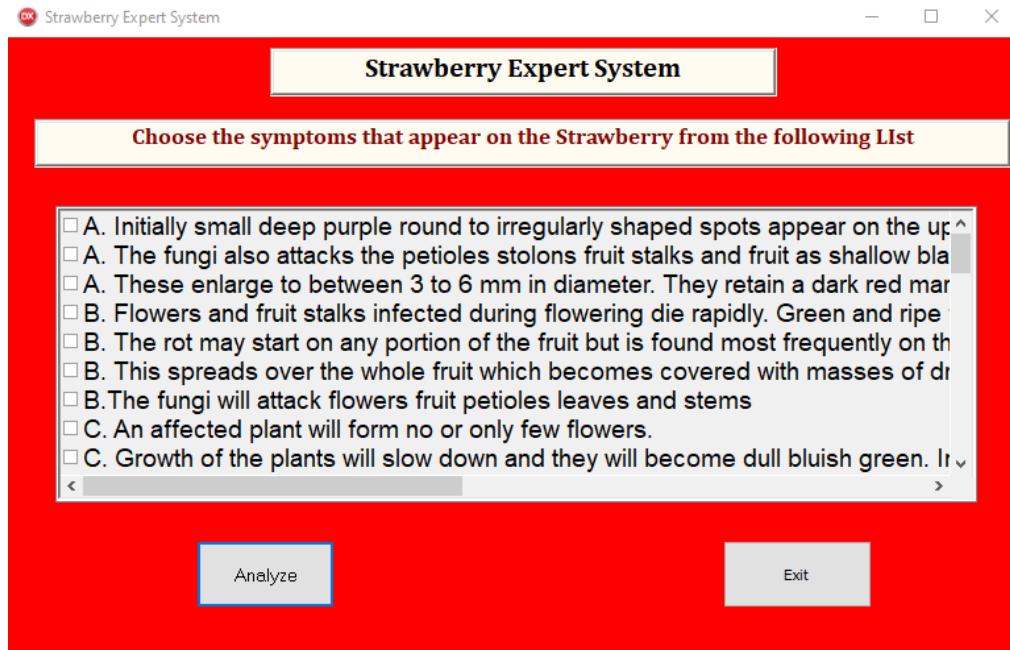 DX Strawberry Expert System
Strawberry Expert System
Choose the symptoms that appear on the Strawberry from the following LIst
A. Initially small deep purple round to irregularly shaped spots appear on the up
A. The fungi also attacks the petioles stolons fruit stalks and fruit as shallow bla
A. These enlarge to between 3 to 6 mm in diameter. They retain a dark red mar
B. Flowers and fruit stalks infected during flowering die rapidly. Green and ripe
B. The rot may start on any portion of the fruit but is found most frequently on th
B. This spreads over the whole fruit which becomes covered with masses of dr
B.The fungi will attack flowers fruit petioles leaves and stems
C. An affected plant will form no or only few flowers.
C. Growth of the plants will slow down and they will become dull bluish green. Ir
Analyze
Exit